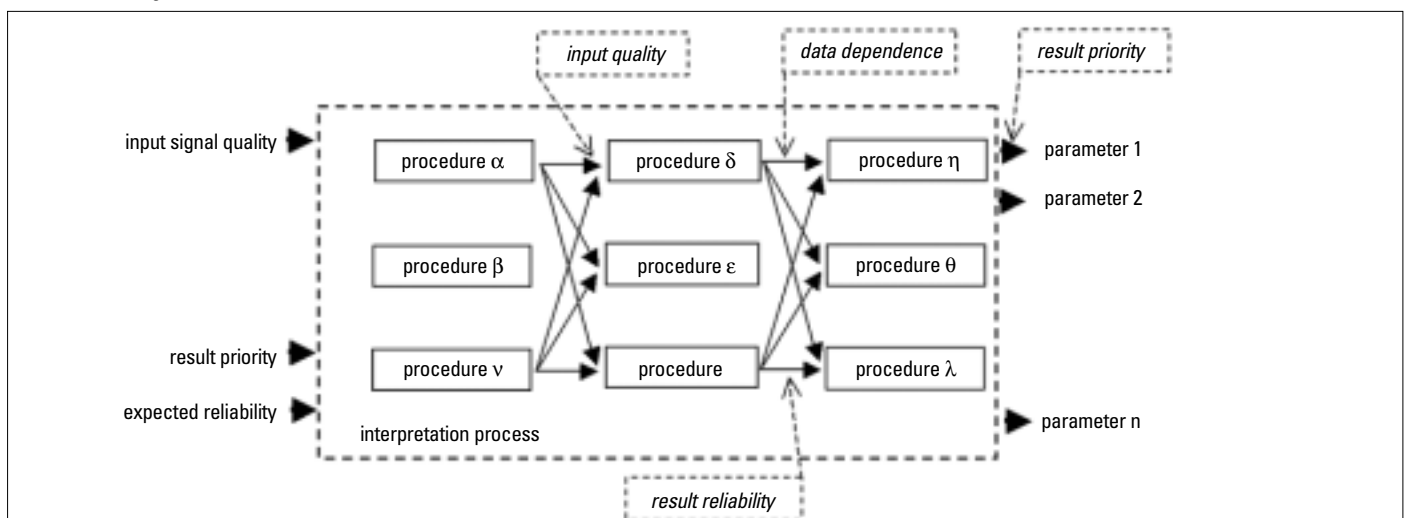 input quality
data dependence
result priority
input signal quality
procedure α
procedure δ
procedure η
parameter 1
parameter 2
procedure β
procedure ε
procedure θ
result priority
procedure ν
procedure
procedure λ
expected reliability
parameter n
interpretation process
result reliability